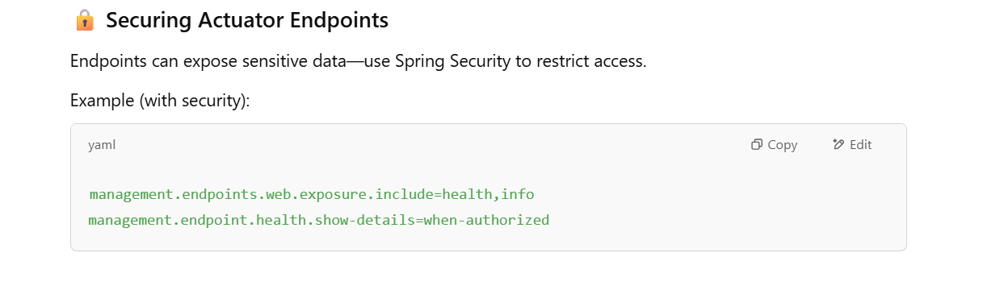 🔒 Securing Actuator Endpoints
Endpoints can expose sensitive data—use Spring Security to restrict access.
Example (with security):
yaml
Copy
Edit
management.endpoints.web.exposure.include=health,info
management.endpoint.health.show-details=when-authorized